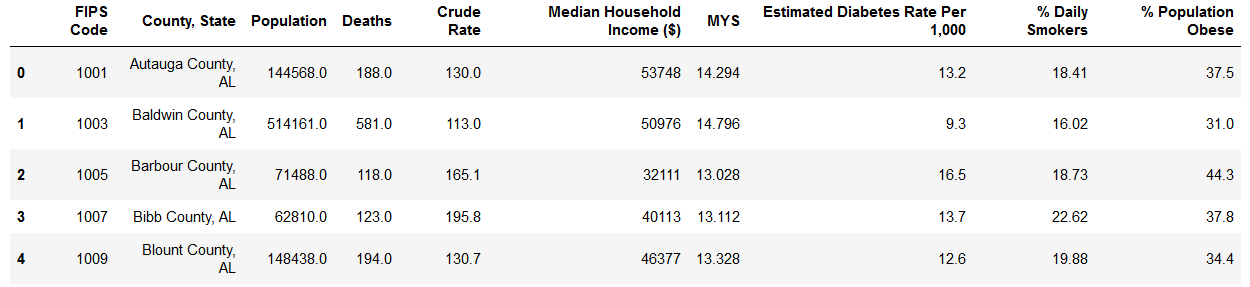 FIPS Code County, State Population Deaths Crude Rate Median Household Income ($) MYS Estimated Diabetes Rate Per 1,000 % Daily Smokers % Population Obese
0 1001 Autauga County, AL 144568.0 188.0 130.0 53748 14.294 13.2 18.41 37.5
1 1003 Baldwin County, AL 514161.0 581.0 113.0 50976 14.796 9.3 16.02 31.0
2 1005 Barbour County, AL 71488.0 118.0 165.1 32111 13.028 16.5 18.73 44.3
3 1007 Bibb County, AL 62810.0 123.0 195.8 40113 13.112 13.7 22.62 37.8
4 1009 Blount County, AL 148438.0 194.0 130.7 46377 13.328 12.6 19.88 34.4